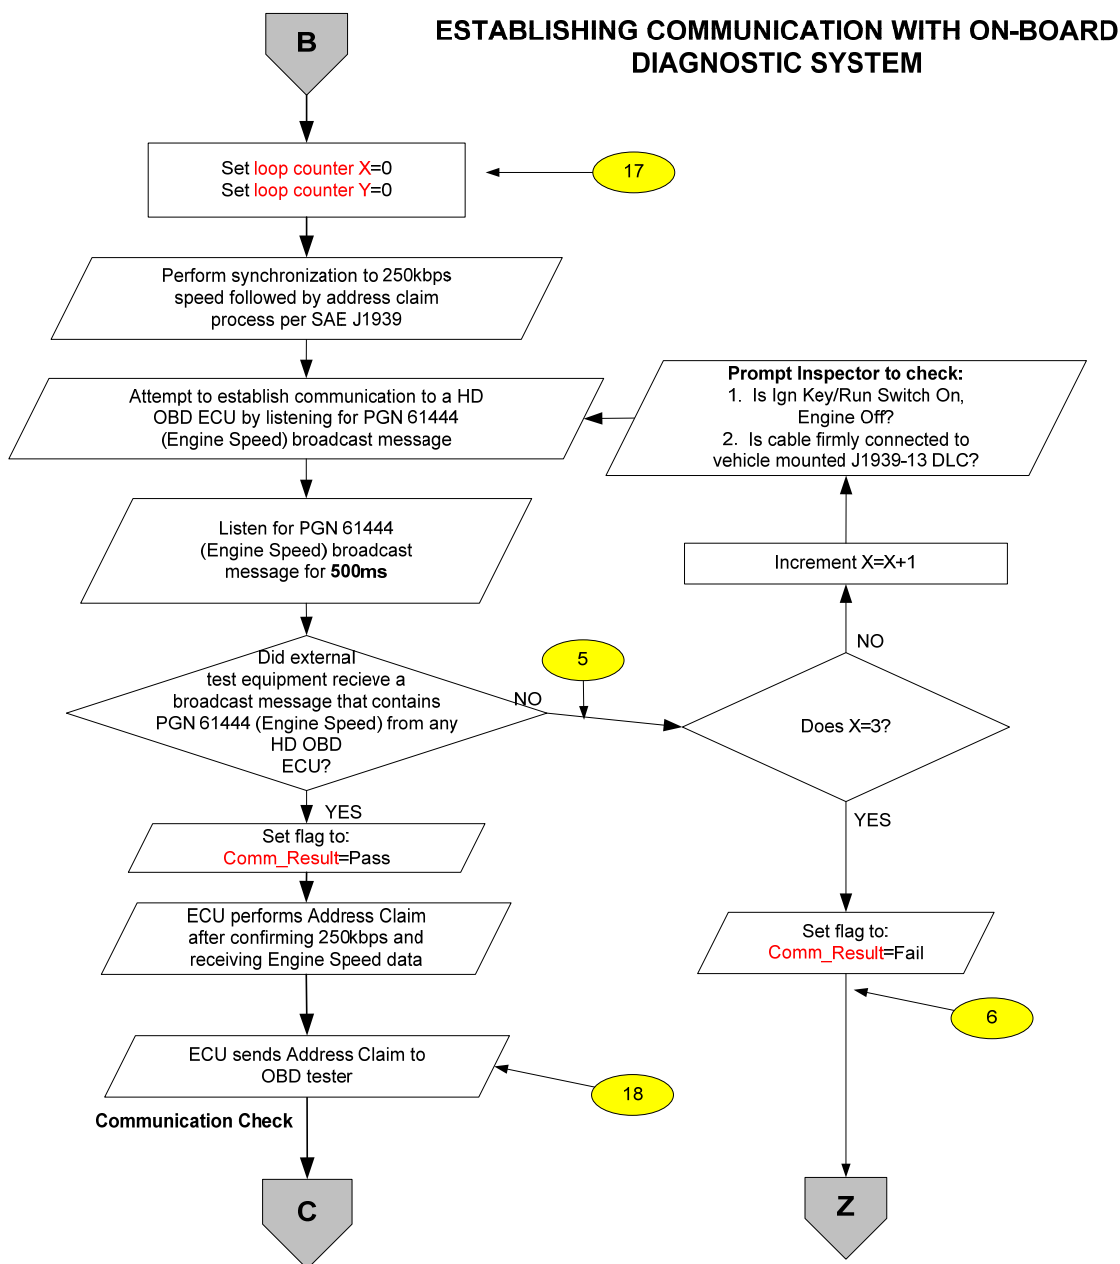 ESTABLISHING COMMUNICATION WITH ON-BOARD
DIAGNOSTIC SYSTEM
B
Set loop counter X=0
Set loop counter Y=0
17
Perform synchronization to 250kbps
speed followed by address claim
process per SAE J1939
Attempt to establish communication to a HD
OBD ECU by listening for PGN 61444
(Engine Speed) broadcast message
Prompt Inspector to check:
1. Is Ign Key/Run Switch On,
Engine Off?
2. Is cable firmly connected to
vehicle mounted J1939-13 DLC?
Listen for PGN 61444
(Engine Speed) broadcast
message for 500ms
Increment X=X+1
NO
Did external
test equipment recieve a
broadcast message that contains
PGN 61444 (Engine Speed) from any
HD OBD
ECU?
NO
5
Does X=3?
YES
YES
Set flag to:
Comm_Result=Pass
ECU performs Address Claim
after confirming 250kbps and
receiving Engine Speed data
Set flag to:
Comm_Result=Fail
6
ECU sends Address Claim to
OBD tester
18
Communication Check
C
Z